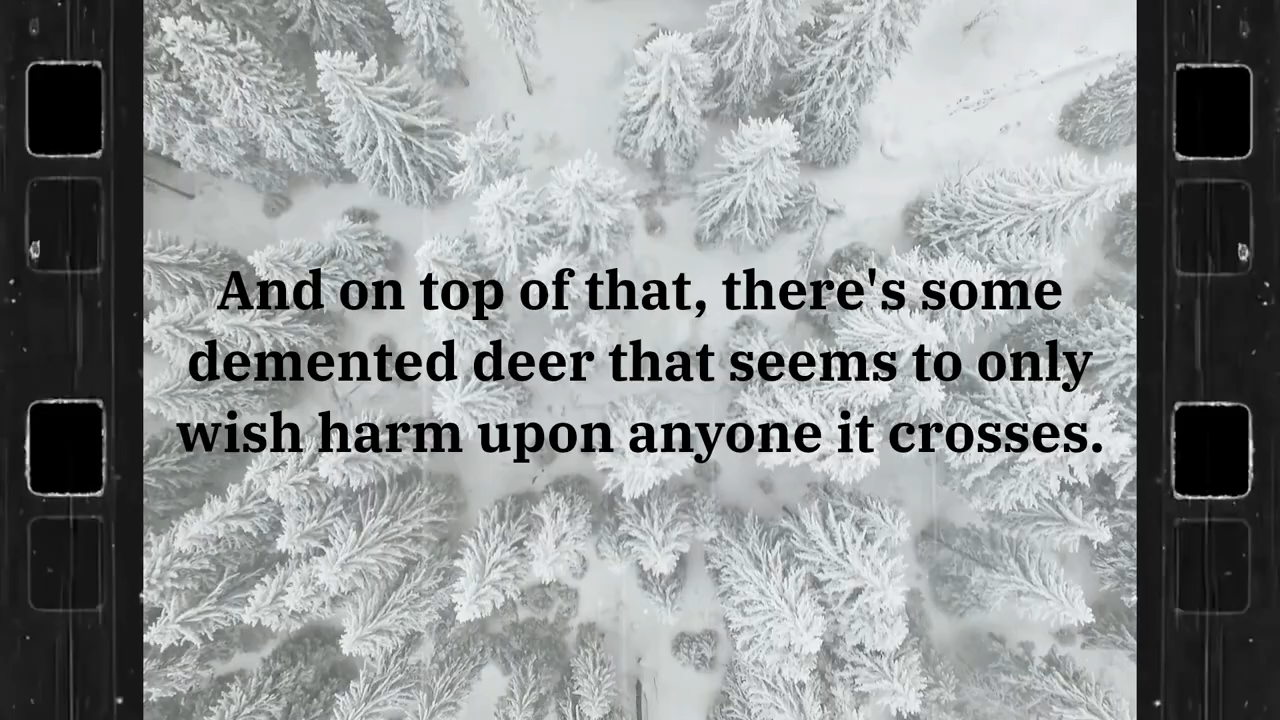 And on top of that, there's some
demented deer that seems to only
wish harm upon anyone it crosses.